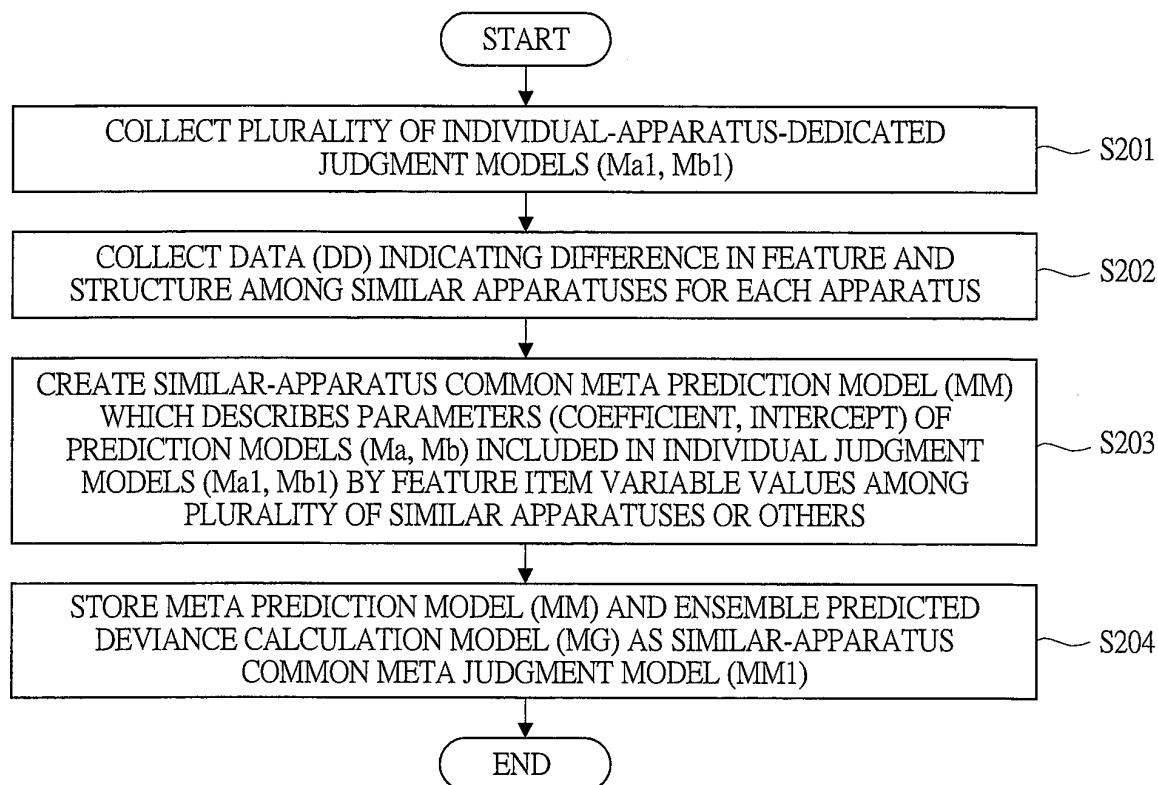 START
COLLECT PLURALITY OF INDIVIDUAL-APPARATUS-DEDICATED
JUDGMENT MODELS (Ma1, Mb1)
S201
COLLECT DATA (DD) INDICATING DIFFERENCE IN FEATURE AND
STRUCTURE AMONG SIMILAR APPARATUSES FOR EACH APPARATUS
S202
CREATE SIMILAR-APPARATUS COMMON META PREDICTION MODEL (MM)
WHICH DESCRIBES PARAMETERS (COEFFICIENT, INTERCEPT) OF
PREDICTION MODELS (Ma, Mb) INCLUDED IN INDIVIDUAL JUDGMENT
MODELS (Ma1, Mb1) BY FEATURE ITEM VARIABLE VALUES AMONG
PLURALITY OF SIMILAR APPARATUSES OR OTHERS
S203
STORE META PREDICTION MODEL (MM) AND ENSEMBLE PREDICTED
DEVIANCE CALCULATION MODEL (MG) AS SIMILAR-APPARATUS
COMMON META JUDGMENT MODEL (MM1)
S204
END